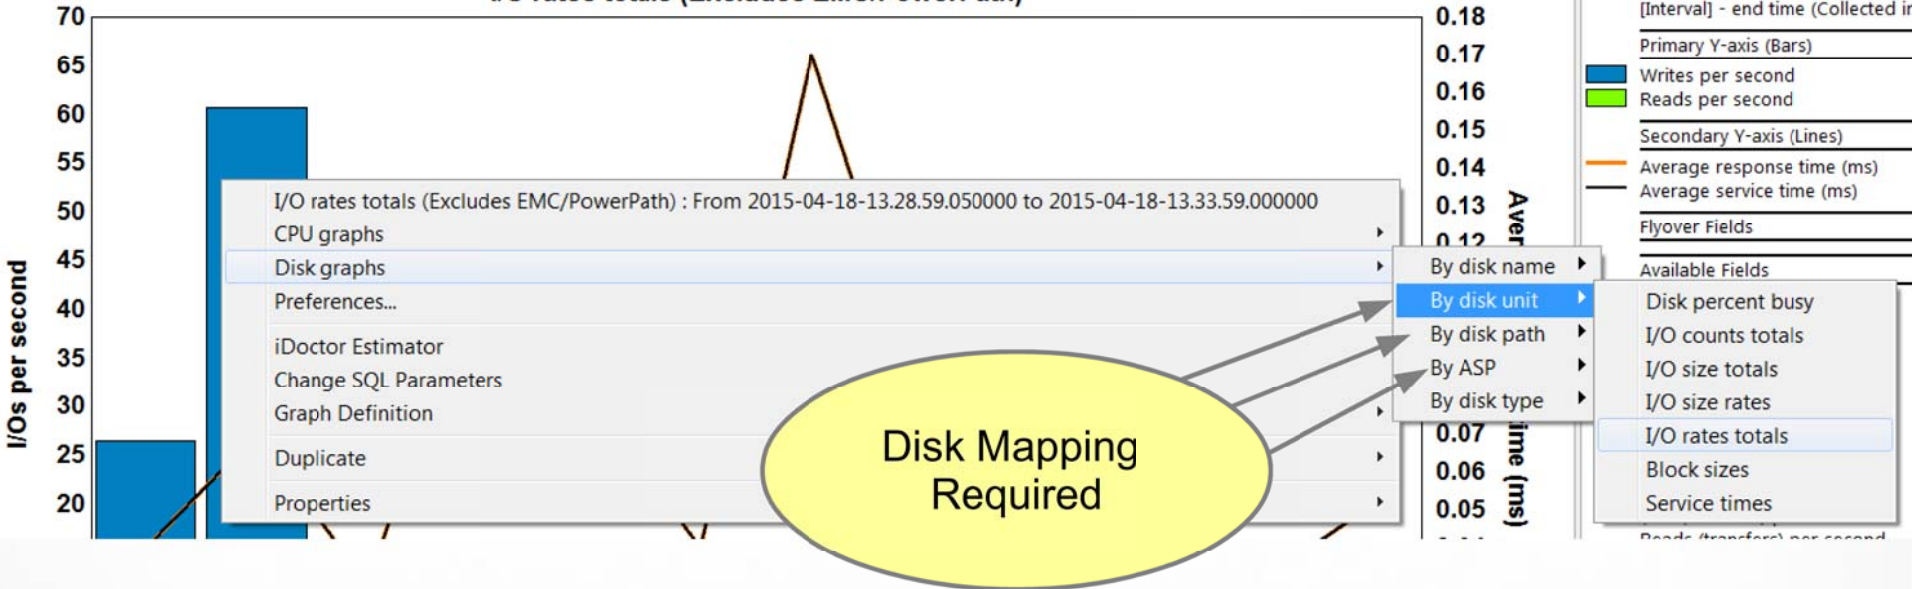 70
65
60
55
50
45
40
35
30
25
20
I/Os per second
I/O rates totals (Excludes EMC/PowerPath) : From 2015-04-18-13.28.59.050000 to 2015-04-18-13.33.59.000000
CPU graphs
Disk graphs
Preferences...
iDoctor Estimator
Change SQL Parameters
Graph Definition
Duplicate
Properties
Disk Mapping
Required
By disk name
By disk unit
By disk path
By ASP
By disk type
Disk percent busy
I/O counts totals
I/O size totals
I/O size rates
I/O rates totals
Block sizes
Service times
0.18
0.17
0.16
0.15
0.14
0.13
0.12
0.07
0.06
0.05
(ms)
[Interval] - end time (Collected
Primary Y-axis (Bars)
Writes per second
Reads per second
Secondary Y-axis (Lines)
Average response time (ms)
Average service time (ms)
Flyover Fields
Available Fields